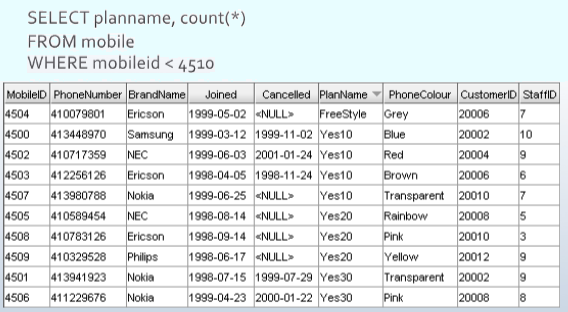 SELECT planname, count(*)
FROM mobile
WHERE mobileid < 4510
MobileID PhoneNumber BrandName Joined Cancelled PlanName PhoneColour CustomerID StaffID
4504 410079801 Ericson 1999-05-02 <NULL> FreeStyle Grey 20006 7
4500 413448970 Samsung 1999-03-12 1999-11-02 Yes10 Blue 20002 10
4502 410717359 NEC 1999-06-03 2001-01-24 Yes10 Red 20004 9
4503 412256126 Ericson 1998-04-05 1998-11-24 Yes10 Brown 20006 6
4507 413980788 Nokia 1999-06-25 <NULL> Yes10 Transparent 20010 7
4505 410589454 NEC 1998-08-14 <NULL> Yes20 Rainbow 20008 5
4508 410783126 Ericson 1998-09-14 <NULL> Yes20 Pink 20010 3
4509 410329528 Philips 1998-06-17 <NULL> Yes20 Yellow 20012 9
4501 413941923 Nokia 1998-07-15 1999-07-29 Yes30 Transparent 20002 9
4506 411229676 Nokia 1999-04-23 2000-01-22 Yes30 Pink 20008 8